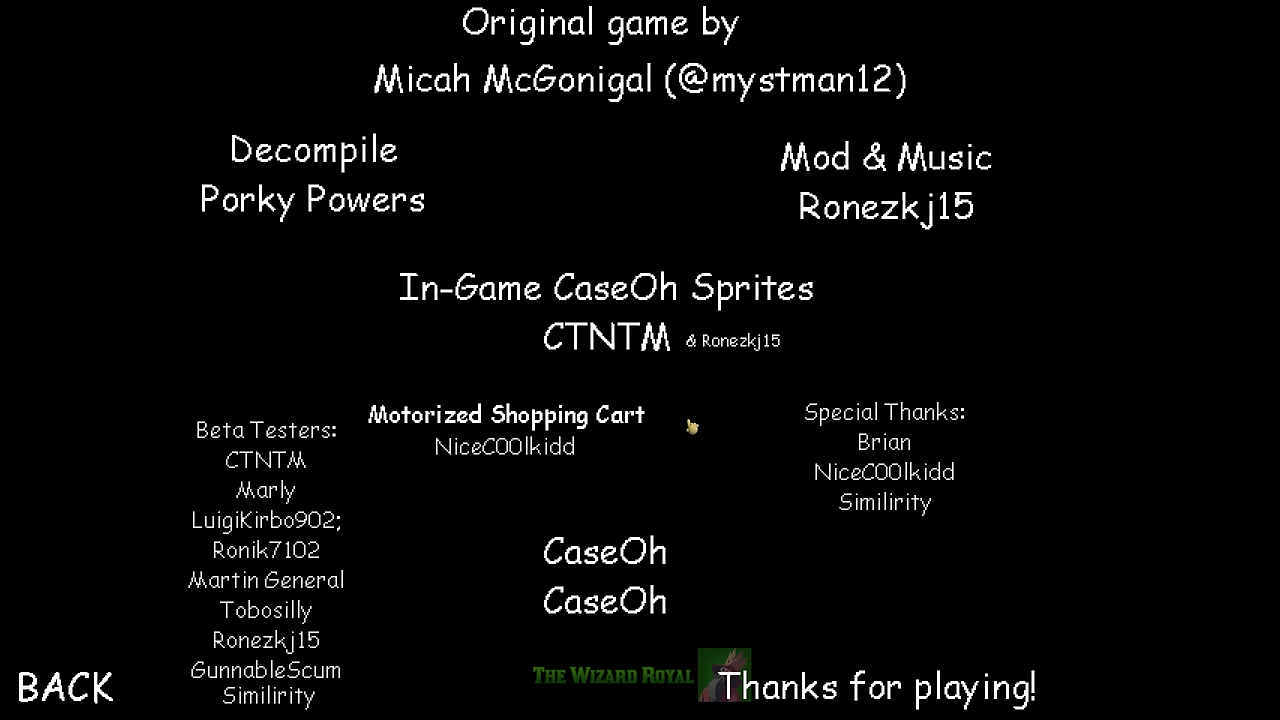 Original game by
Micah McGonigal (@mystman12)
Decompile
Porky Powers
Mod & Music
Ronezkj15
In-Game CaseOh Sprites
CTNTM & Ronezkj15
Motorized Shopping Cart
NiceC00lkidd
Beta Testers:
CTNTM
Marly
LuigiKirbo902;
Ronik7102
Martin General
Tobosilly
Ronezkj15
GunnableScum
Similirity
Special Thanks:
Brian
NiceC00lkidd
Similirity
CaseOh
CaseOh
BACK
The Wizard Royal
Thanks for playing!